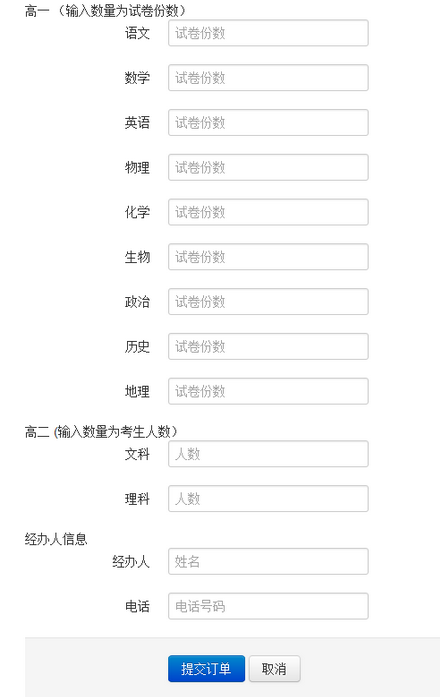 高一 （输入数量为试卷份数）
语文 试卷份数
数学 试卷份数
英语 试卷份数
物理 试卷份数
化学 试卷份数
生物 试卷份数
政治 试卷份数
历史 试卷份数
地理 试卷份数
高二 (输入数量为考生人数）
文科 人数
理科 人数
经办人信息
经办人 姓名
电话 电话号码
提交订单 取消